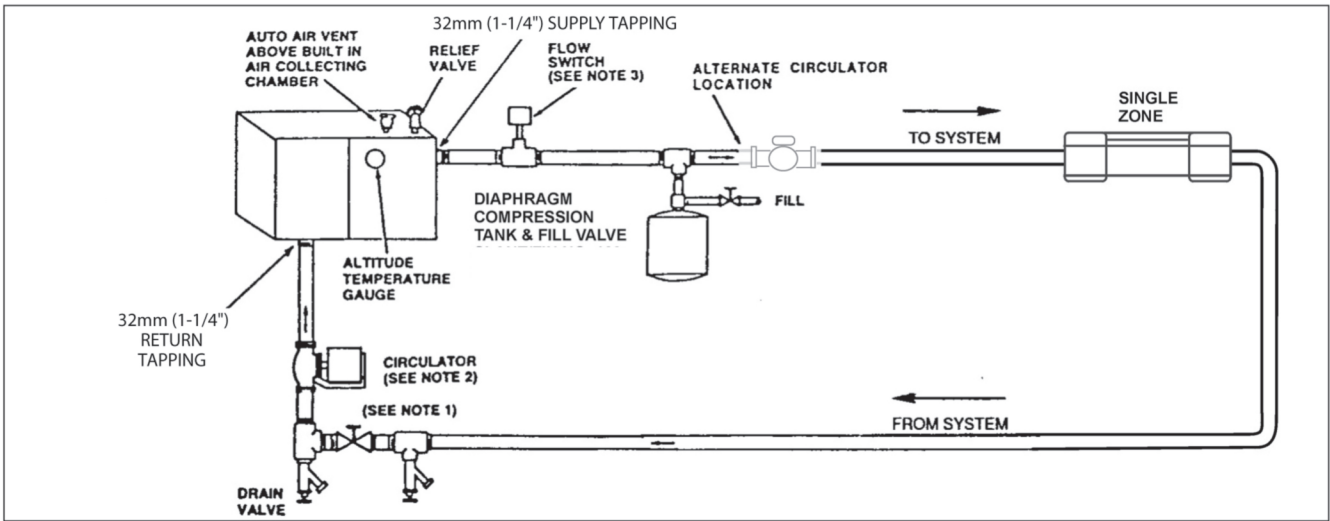 32mm (1-1/4") SUPPLY TAPPING
AUTO AIR VENT
ABOVE BUILT IN
AIR COLLECTING
CHAMBER
RELIEF
VALVE
FLOW
SWITCH
(SEE NOTE 3)
ALTERNATE CIRCULATOR
LOCATION
TO SYSTEM
SINGLE
ZONE
DIAPHRAGM
COMPRESSION
TANK & FILL VALVE
FILL
ALTITUDE
TEMPERATURE
GAUGE
32mm (1-1/4")
RETURN
TAPPING
CIRCULATOR
(SEE NOTE 2)
(SEE NOTE 1)
FROM SYSTEM
DRAIN
VALVE